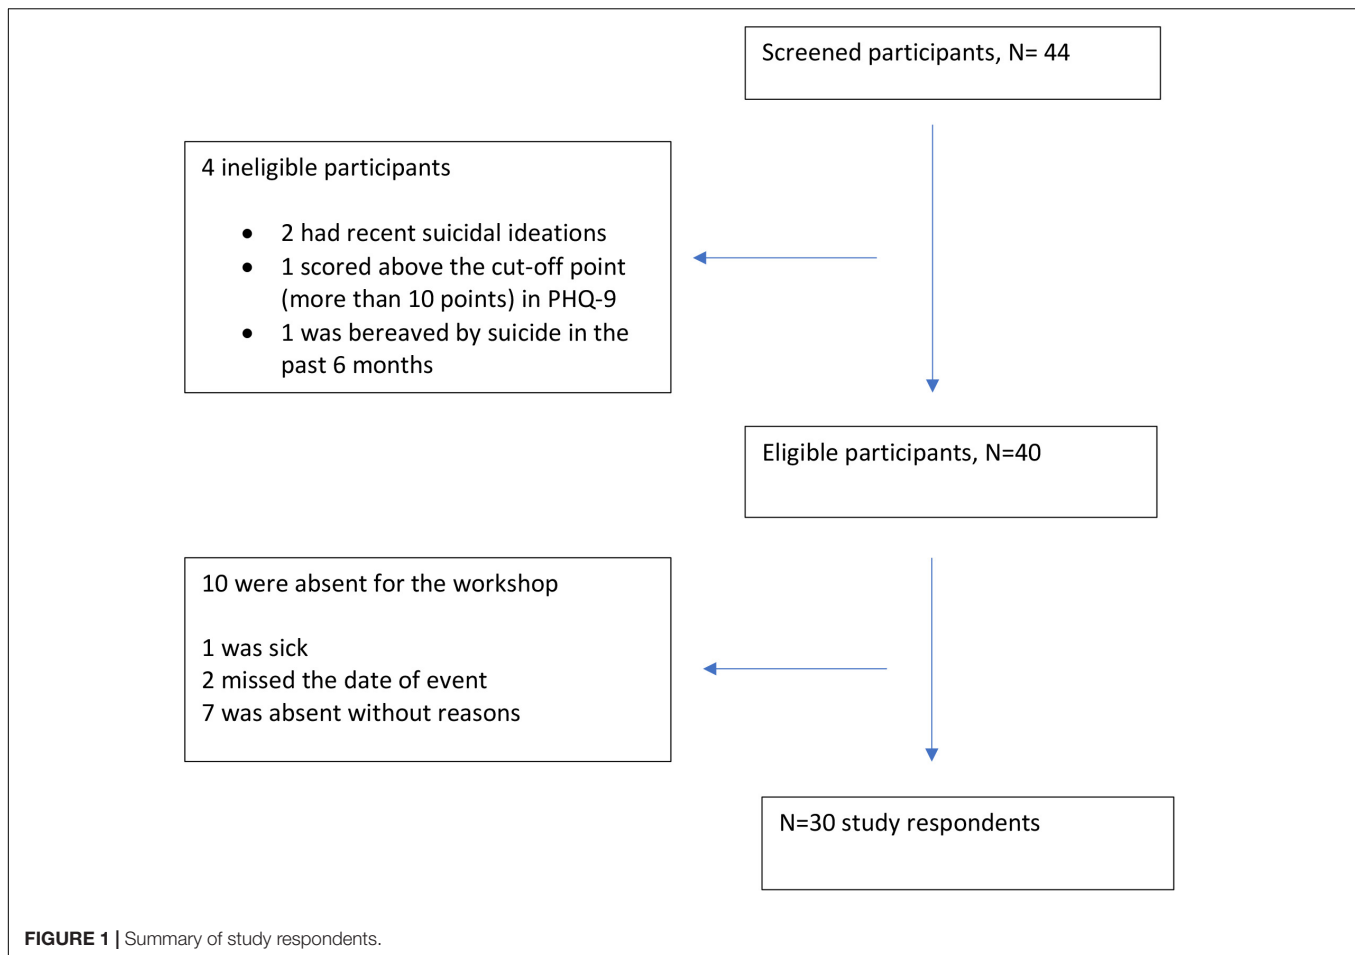 Screened participants, N= 44
4 ineligible participants
• 2 had recent suicidal ideations
• 1 scored above the cut-off point
(more than 10 points) in PHQ-9
• 1 was bereaved by suicide in the
past 6 months
Eligible participants, N=40
10 were absent for the workshop
1 was sick
2 missed the date of event
7 was absent without reasons
N=30 study respondents
FIGURE 1 | Summary of study respondents.